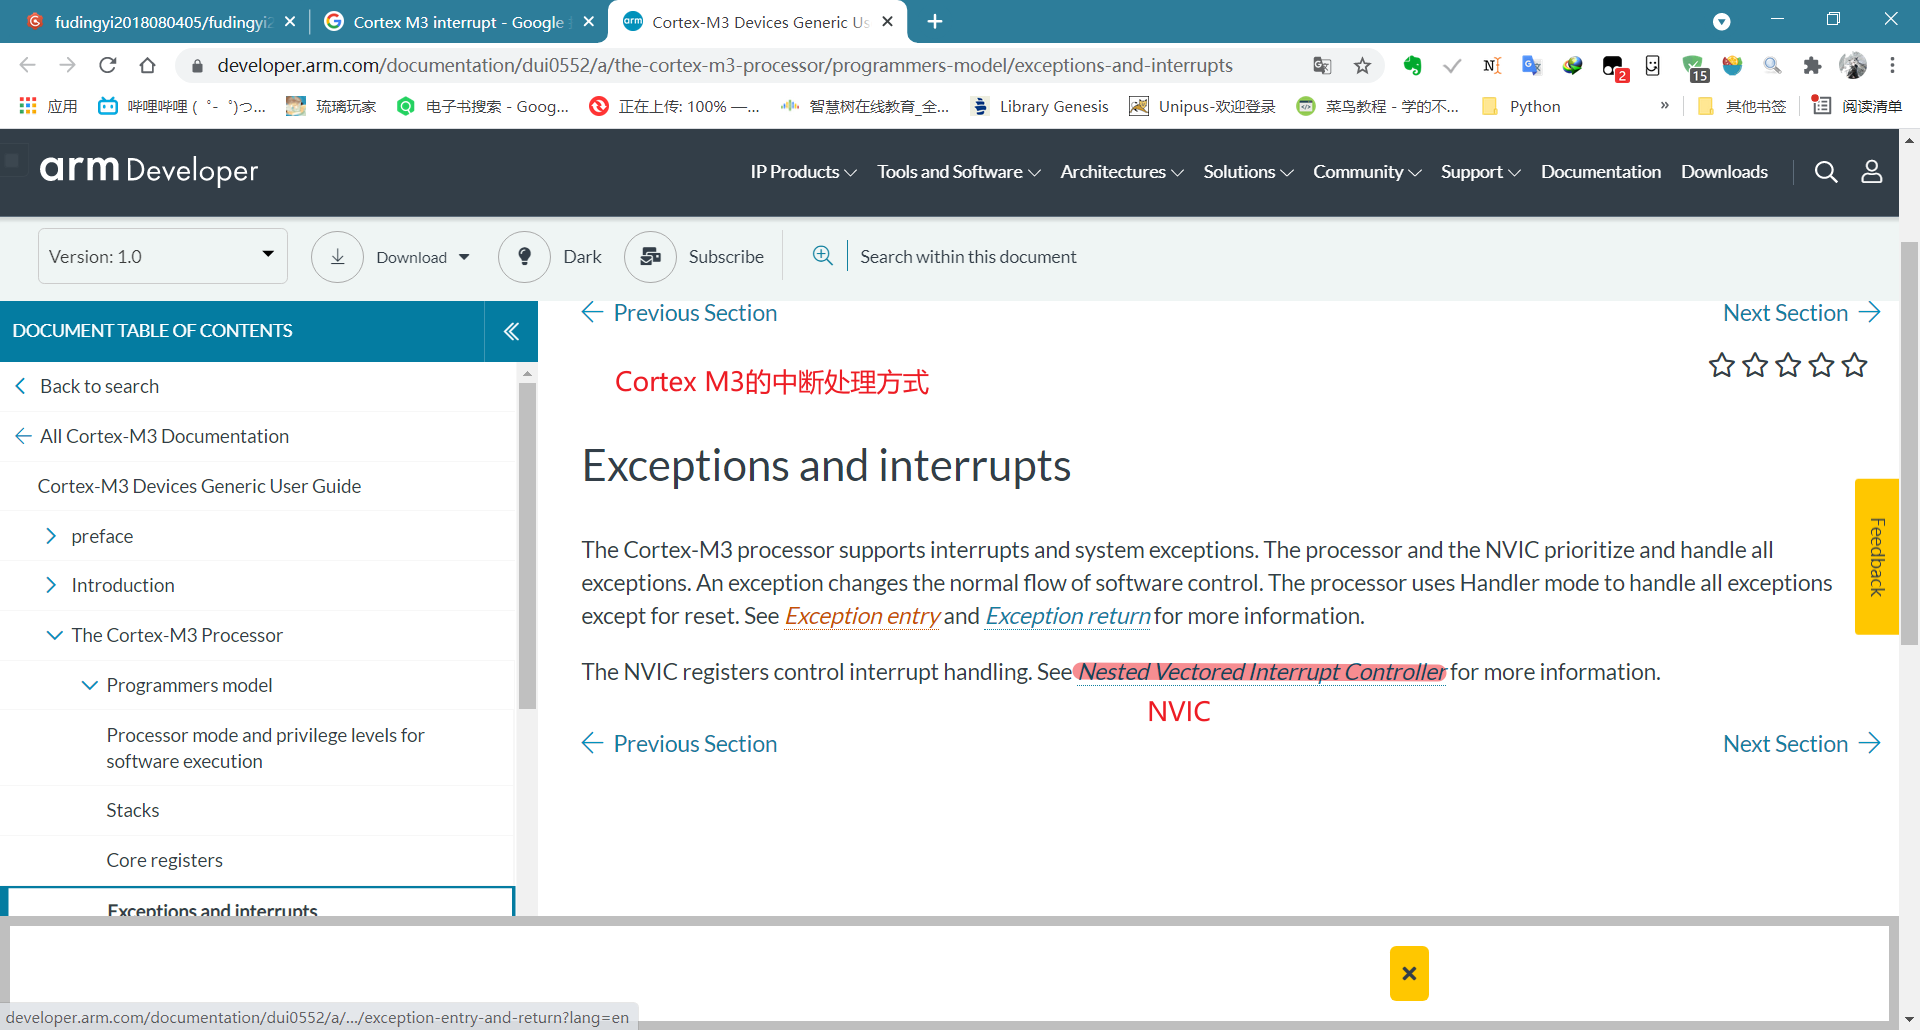 fudingyi2018080405/fudingyi2
Cortex M3 interrupt - Google
Cortex-M3 Devices Generic Us
developer.arm.com/documentation/dui0552/a/the-cortex-m3-processor/programmers-model/exceptions-and-interrupts
2
15
应用
哔哩哔哩 (゜-゜)つ...
琉璃玩家
电子书搜索 - Goog...
正在上传: 100% —...
智慧树在线教育_全...
Library Genesis
Unipus-欢迎登录
菜鸟教程 - 学的不...
Python
»
其他书签
阅读清单
arm Developer
IP Products
Tools and Software
Architectures
Solutions
Community
Support
Documentation
Downloads
Version: 1.0
Download
Dark
Subscribe
Search within this document
DOCUMENT TABLE OF CONTENTS
Back to search
All Cortex-M3 Documentation
Cortex-M3 Devices Generic User Guide
preface
Introduction
The Cortex-M3 Processor
Programmers model
Processor mode and privilege levels for
software execution
Stacks
Core registers
Exceptions and interrupts
Previous Section
Next Section
Cortex M3的中断处理方式
Exceptions and interrupts
The Cortex-M3 processor supports interrupts and system exceptions. The processor and the NVIC prioritize and handle all
exceptions. An exception changes the normal flow of software control. The processor uses Handler mode to handle all exceptions
except for reset. See Exception entry and Exception return for more information.
The NVIC registers control interrupt handling. See Nested Vectored Interrupt Controller for more information.
NVIC
Previous Section
Next Section
Feedback
developer.arm.com/documentation/dui0552/a/.../exception-entry-and-return?lang=en